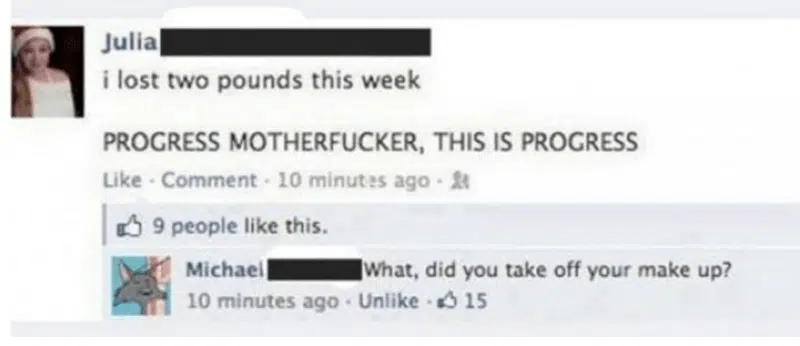 Julia
i lost two pounds this week
PROGRESS MOTHERFUCKER, THIS IS PROGRESS
Like · Comment · 10 minutes ago ·
9 people like this.
Michael What, did you take off your make up?
10 minutes ago · Unlike · 15